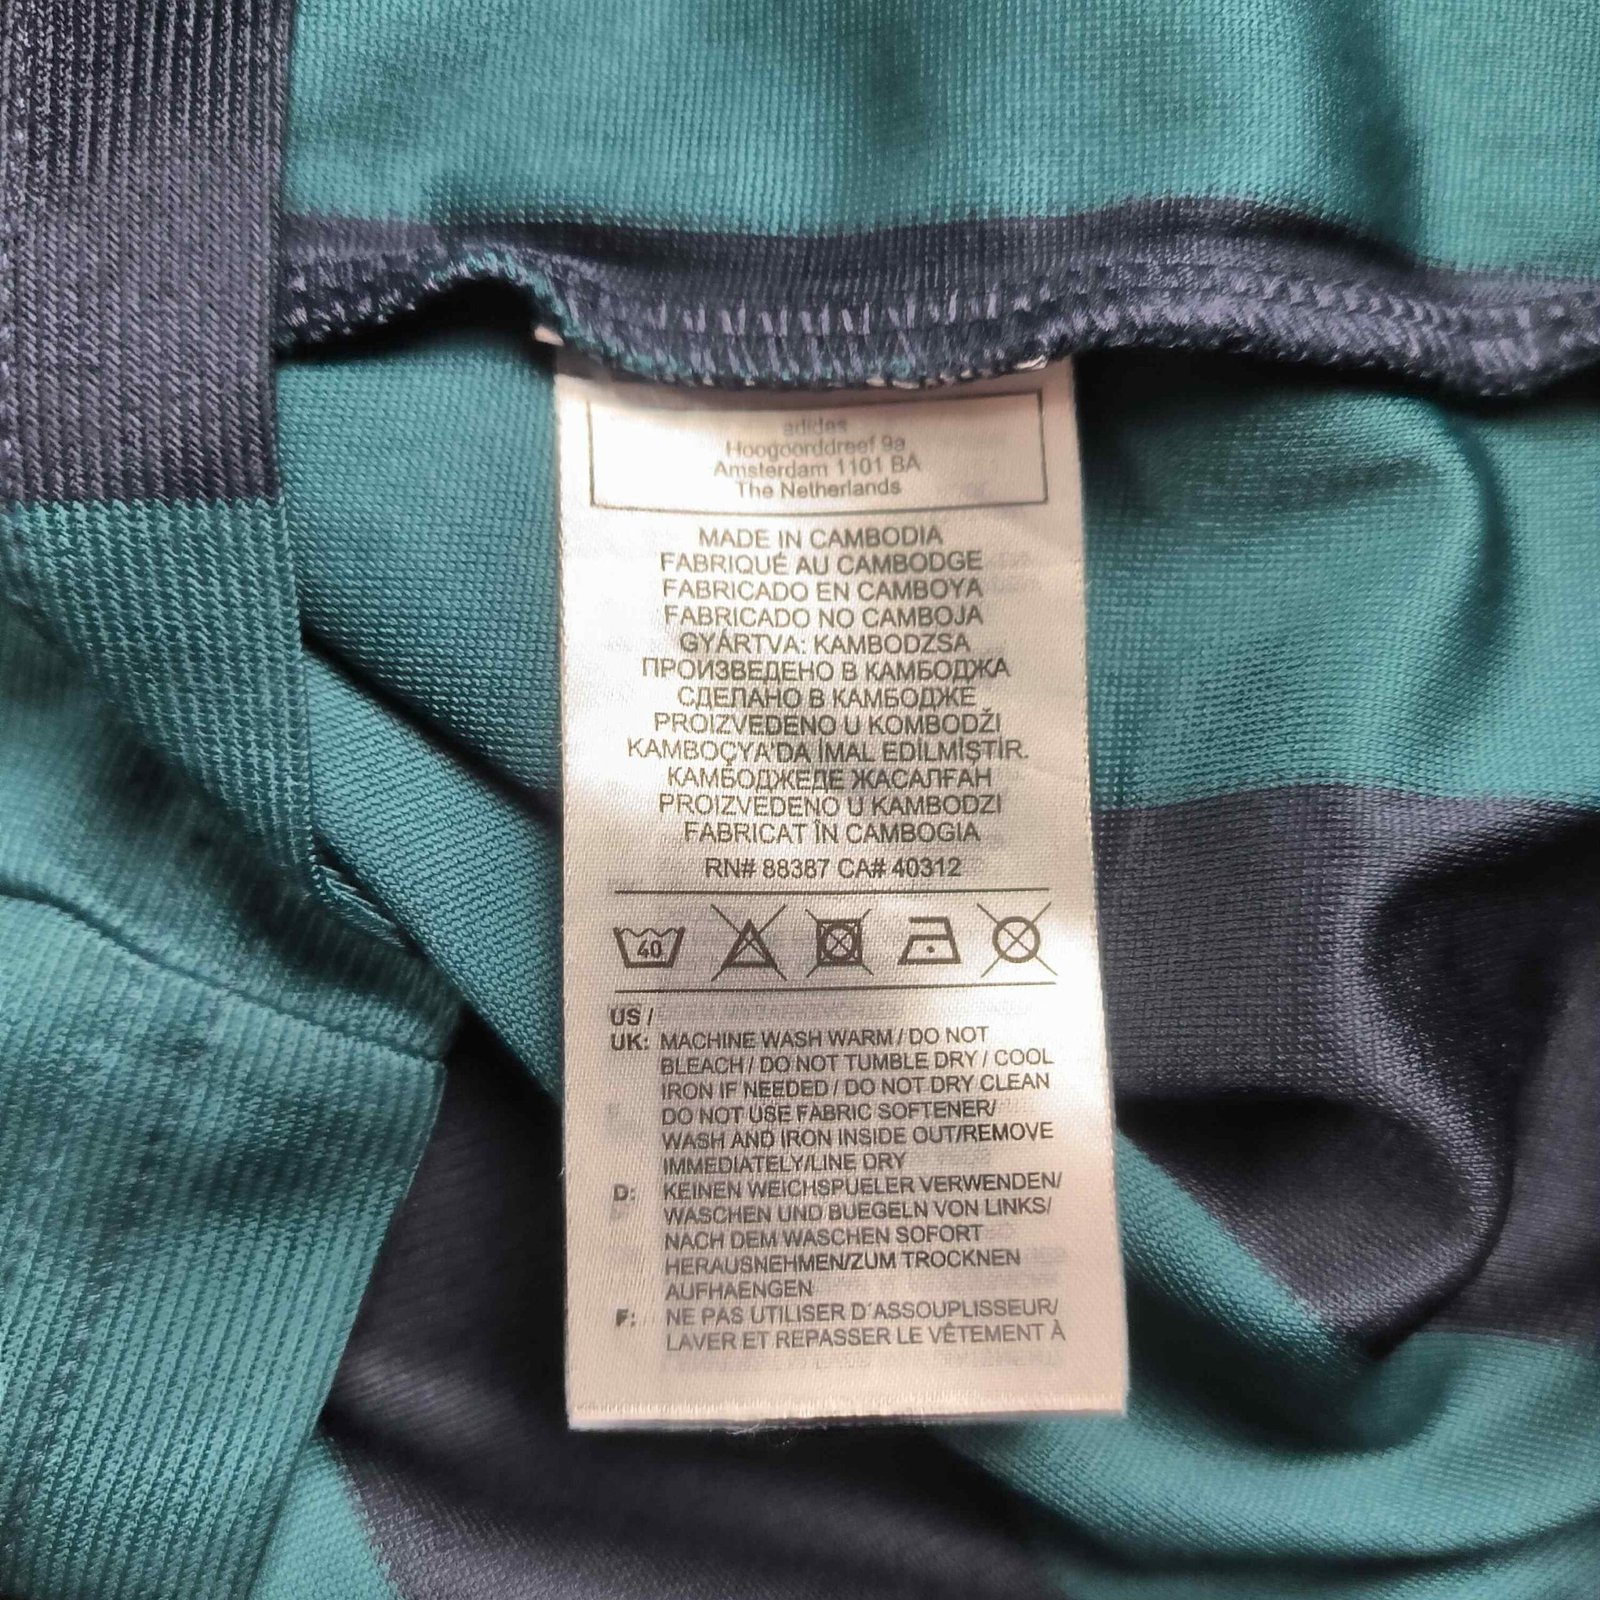 adidas
Hoogoorddreef 9a
Amsterdam 1101 BA
The Netherlands
MADE IN CAMBODIA
FABRIQUÉ AU CAMBODGE
FABRICADO EN CAMBOYA
FABRICADO NO CAMBOJA
GYÁRTVA: KAMBODZSA
ПРОИЗВЕДЕНО В КАМБОДЖА
СДЕЛАНО В КАМБОДЖЕ
PROIZVEDENO U KOMBODŽI
KAMBOÇYA'DA İMAL EDİLMİŞTİR.
КАМБОДЖЕДЕ ЖАСАЛҒАН
PROIZVEDENO U KAMBODZI
FABRICAT ÎN CAMBOGIA
RN# 88387 CA# 40312
40
US /
UK: MACHINE WASH WARM / DO NOT
BLEACH / DO NOT TUMBLE DRY / COOL
IRON IF NEEDED / DO NOT DRY CLEAN
DO NOT USE FABRIC SOFTENER/
WASH AND IRON INSIDE OUT/REMOVE
IMMEDIATELY/LINE DRY
D: KEINEN WEICHSPUELER VERWENDEN/
WASCHEN UND BUEGELN VON LINKS/
NACH DEM WASCHEN SOFORT
HERAUSNEHMEN/ZUM TROCKNEN
AUFHAENGEN
F: NE PAS UTILISER D'ASSOUPLISSEUR/
LAVER ET REPASSER LE VÊTEMENT À